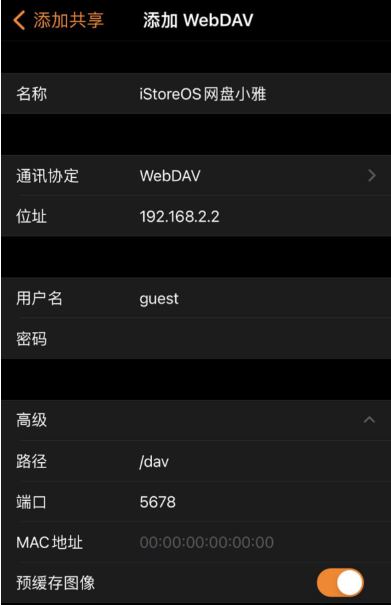 添加共享 添加 WebDAV
名称 iStoreOS网盘小雅
通讯协定 WebDAV
位址 192.168.2.2
用户名 guest
密码
高级
路径 /dav
端口 5678
MAC地址 00:00:00:00:00:00
预缓存图像